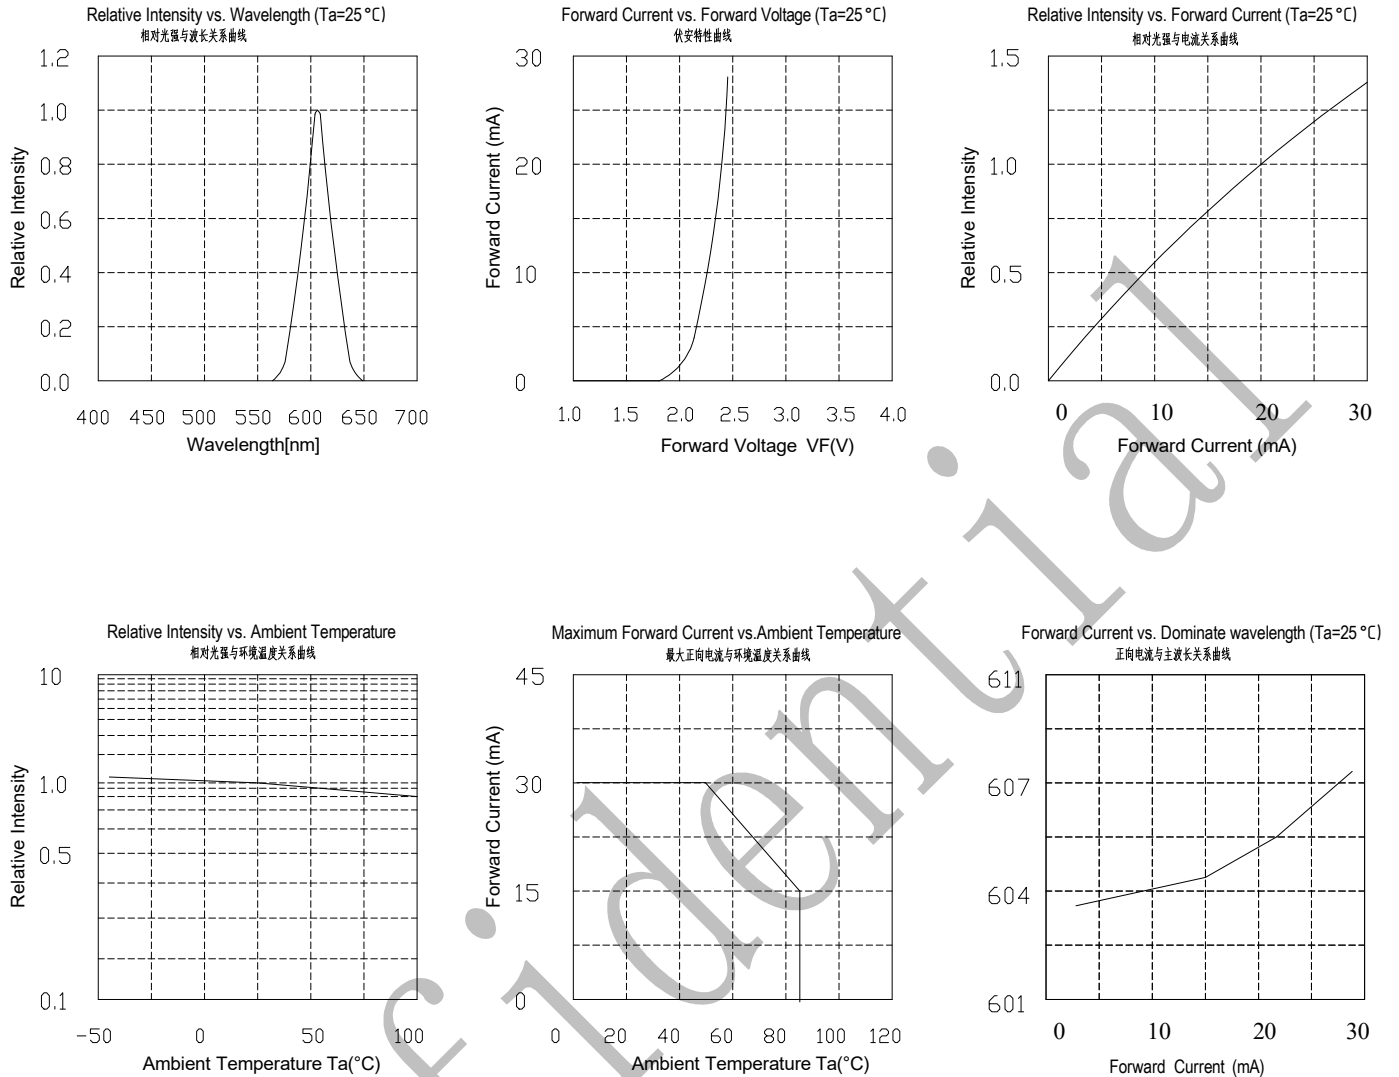 Relative Intensity vs. Wavelength (Ta=25℃)
相对光强与波长关系曲线
1.2
1.0
0.8
0.6
0.4
0.2
0.0
Relative Intensity
400 450 500 550 600 650 700
Wavelength[nm]
Forward Current vs. Forward Voltage (Ta=25℃)
伏安特性曲线
30
20
10
0
Forward Current (mA)
1.0 1.5 2.0 2.5 3.0 3.5 4.0
Forward Voltage VF(V)
Relative Intensity vs. Forward Current (Ta=25℃)
相对光强与电流关系曲线
1.5
1.0
0.5
0.0
Relative Intensity
0 10 20 30
Forward Current (mA)
Relative Intensity vs. Ambient Temperature
相对光强与环境温度关系曲线
10
1.0
0.5
0.1
Relative Intensity
-50 0 50 100
Ambient Temperature Ta(°C)
Maximum Forward Current vs.Ambient Temperature
最大正向电流与环境温度关系曲线
45
30
15
0
Forward Current (mA)
0 20 40 60 80 100 120
Ambient Temperature Ta(°C)
Forward Current vs. Dominate wavelength (Ta=25℃)
正向电流与主波长关系曲线
611
607
604
601
0 10 20 30
Forward Current (mA)
fidential